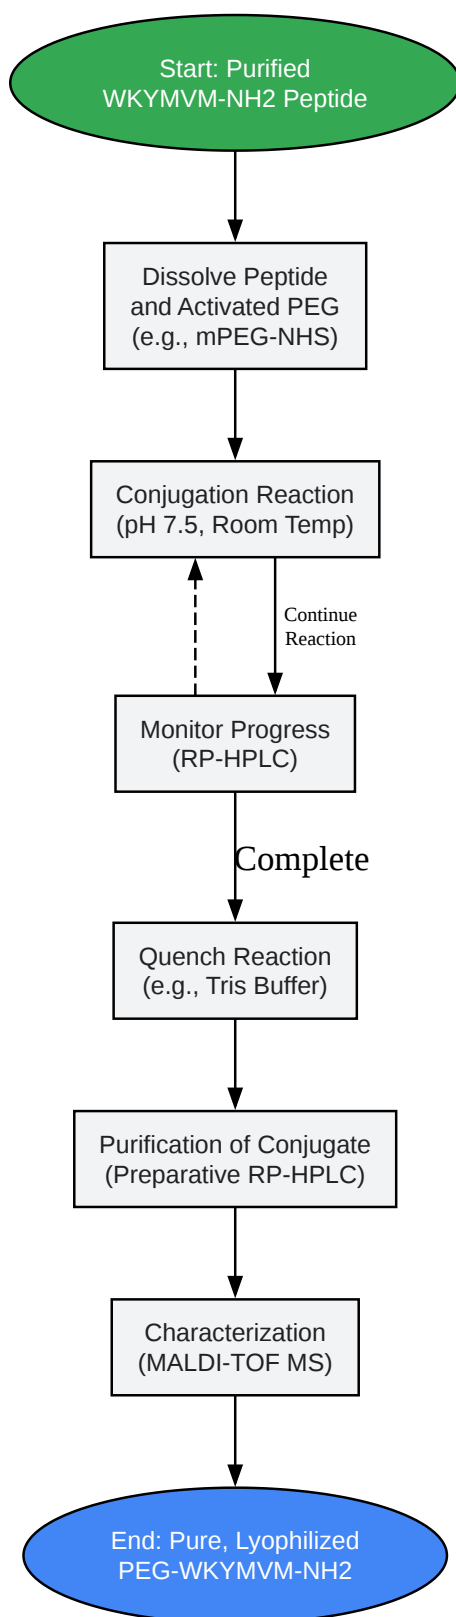 Start: Purified
WKYMVM-NH2 Peptide
Dissolve Peptide
and Activated PEG
(e.g., mPEG-NHS)
Conjugation Reaction
(pH 7.5, Room Temp)
Continue
Reaction
Monitor Progress
(RP-HPLC)
Complete
Quench Reaction
(e.g., Tris Buffer)
Purification of Conjugate
(Preparative RP-HPLC)
Characterization
(MALDI-TOF MS)
End: Pure, Lyophilized
PEG-WKYMVM-NH2